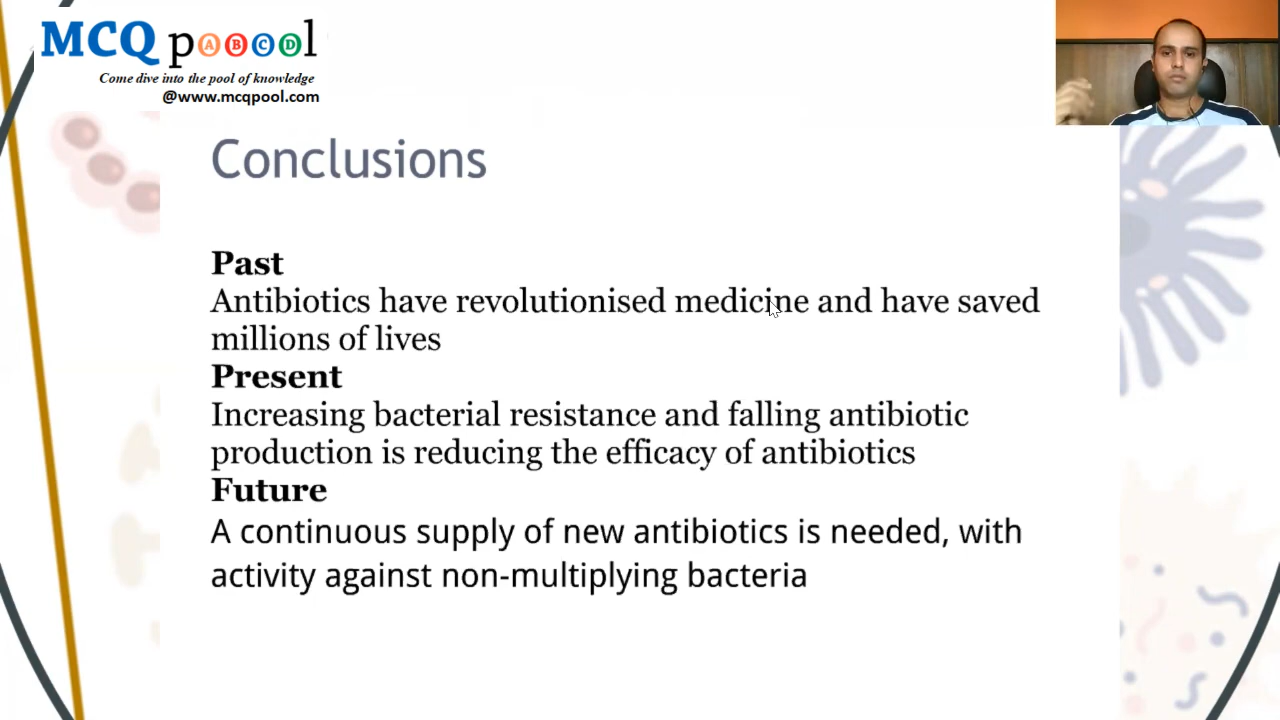 MCQ pooool
A B C D
Come dive into the pool of knowledge
@www.mcqpool.com
Conclusions
Past
Antibiotics have revolutionised medicine and have saved
millions of lives
Present
Increasing bacterial resistance and falling antibiotic
production is reducing the efficacy of antibiotics
Future
A continuous supply of new antibiotics is needed, with
activity against non-multiplying bacteria